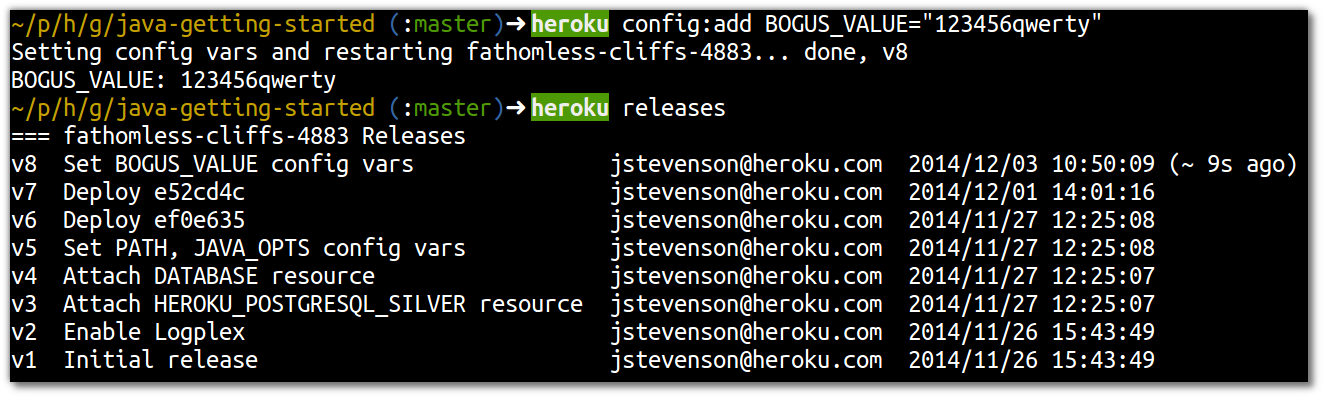 ~/p/h/g/java-getting-started (:master)➜ heroku config:add BOGUS_VALUE="123456qwerty"
Setting config vars and restarting fathomless-cliffs-4883... done, v8
BOGUS_VALUE: 123456qwerty
~/p/h/g/java-getting-started (:master)➜ heroku releases
=== fathomless-cliffs-4883 Releases
v8  Set BOGUS_VALUE config vars               jstevenson@heroku.com  2014/12/03 10:50:09 (~ 9s ago)
v7  Deploy e52cd4c                            jstevenson@heroku.com  2014/12/01 14:01:16
v6  Deploy ef0e635                            jstevenson@heroku.com  2014/11/27 12:25:08
v5  Set PATH, JAVA_OPTS config vars           jstevenson@heroku.com  2014/11/27 12:25:08
v4  Attach DATABASE resource                  jstevenson@heroku.com  2014/11/27 12:25:07
v3  Attach HEROKU_POSTGRESQL_SILVER resource  jstevenson@heroku.com  2014/11/27 12:25:07
v2  Enable Logplex                            jstevenson@heroku.com  2014/11/26 15:43:49
v1  Initial release                           jstevenson@heroku.com  2014/11/26 15:43:49